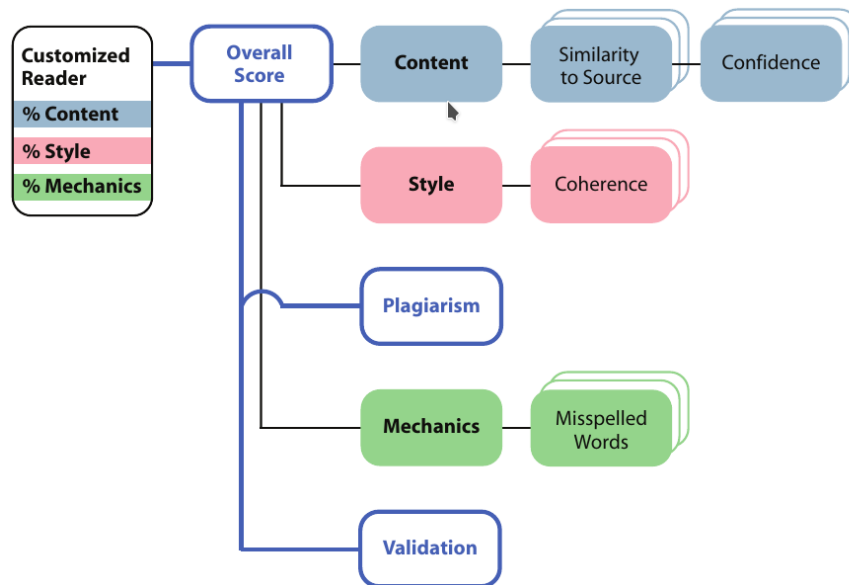 Customized
Reader
% Content
% Style
% Mechanics
Overall
Score
Content
Similarity
to Source
Confidence
Style
Coherence
Plagiarism
Mechanics
Misspelled
Words
Validation